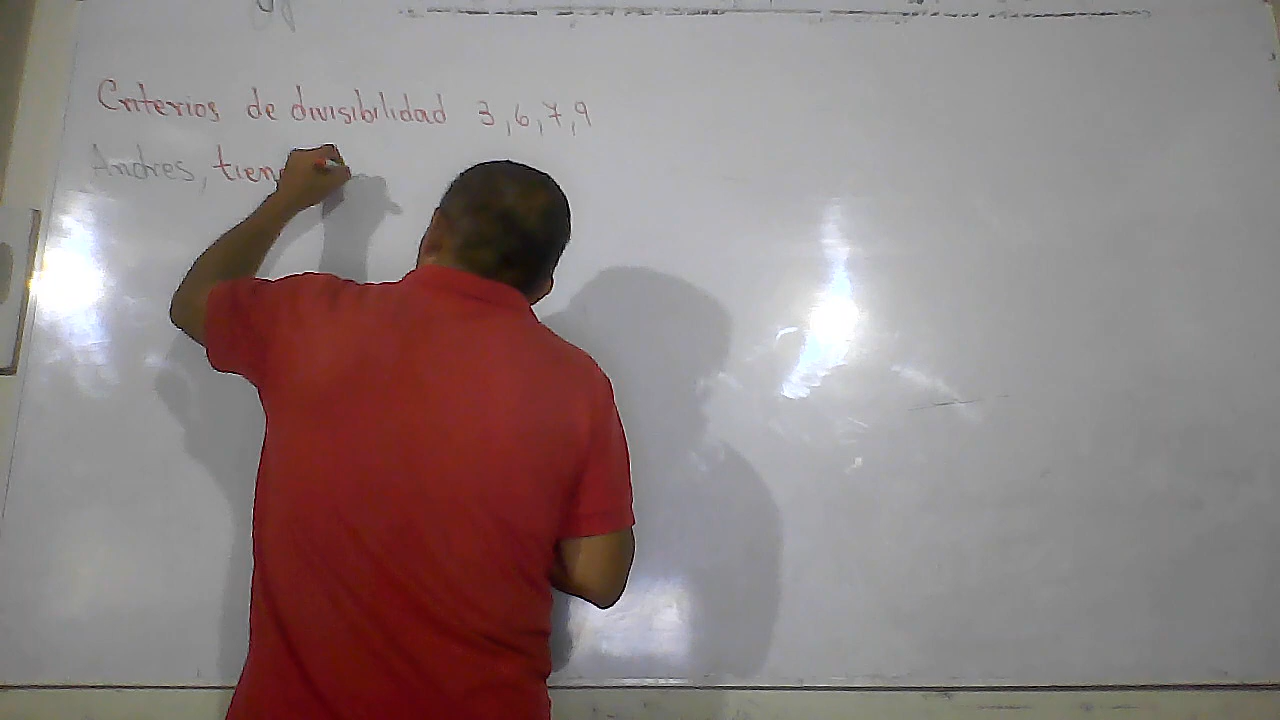 Criterios de divisibilidad 3, 6, 7, 9
Andres, tien